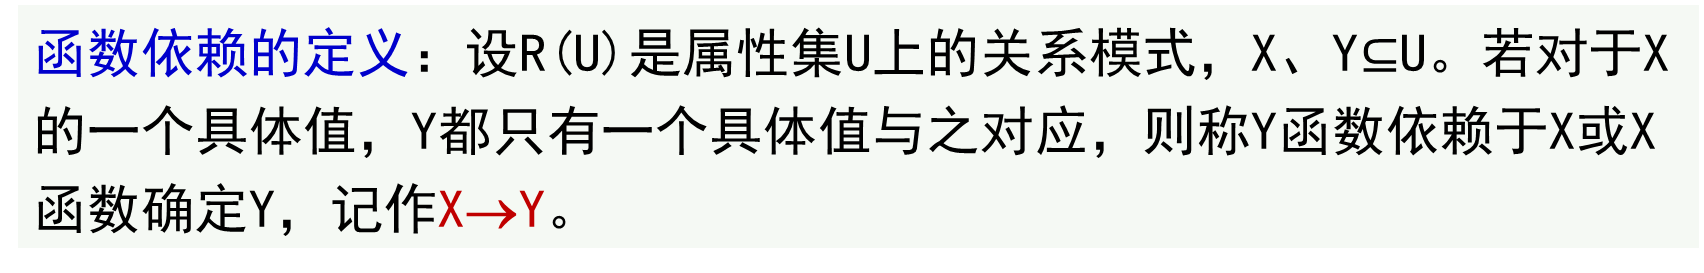 函数依赖的定义：设R(U)是属性集U上的关系模式，X、Y⊆U。若对于X
的一个具体值，Y都只有一个具体值与之对应，则称Y函数依赖于X或X
函数确定Y，记作X→Y。